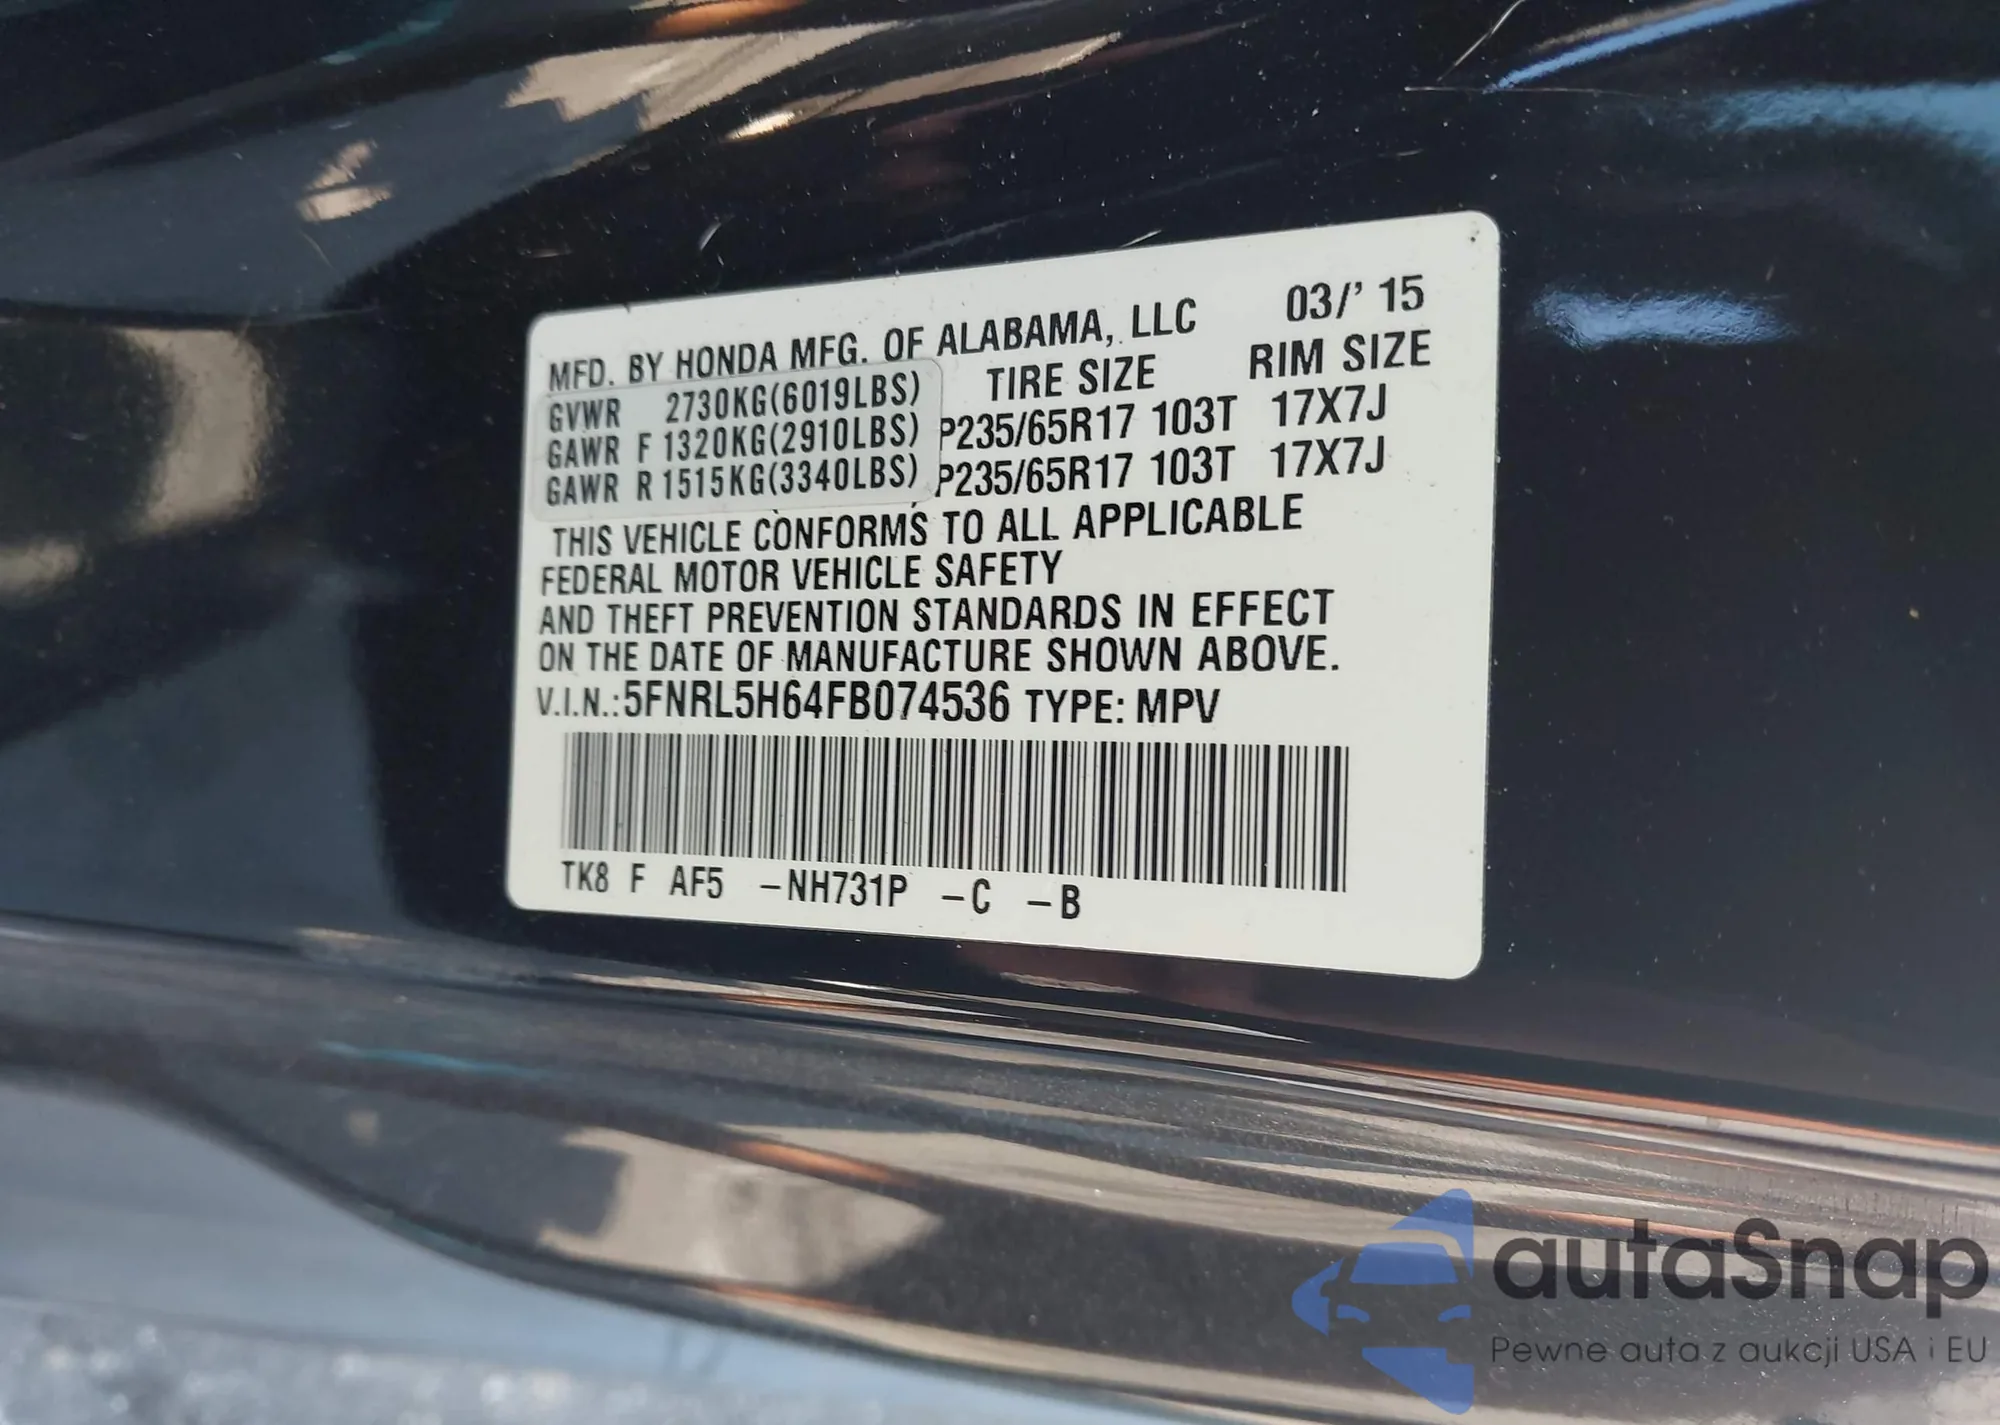 MFD. BY HONDA MFG. OF ALABAMA, LLC 03/' 15
TIRE SIZE RIM SIZE
GVWR 2730KG(6019LBS)
GAWR F 1320KG(2910LBS) P235/65R17 103T 17X7J
GAWR R 1515KG(3340LBS) P235/65R17 103T 17X7J
THIS VEHICLE CONFORMS TO ALL APPLICABLE
FEDERAL MOTOR VEHICLE SAFETY
AND THEFT PREVENTION STANDARDS IN EFFECT
ON THE DATE OF MANUFACTURE SHOWN ABOVE.
V.I.N.:5FNRL5H64FB074536 TYPE: MPV
TK8 F AF5 –NH731P –C –B
autaSnap
Pewne auta z aukcji USA i EU